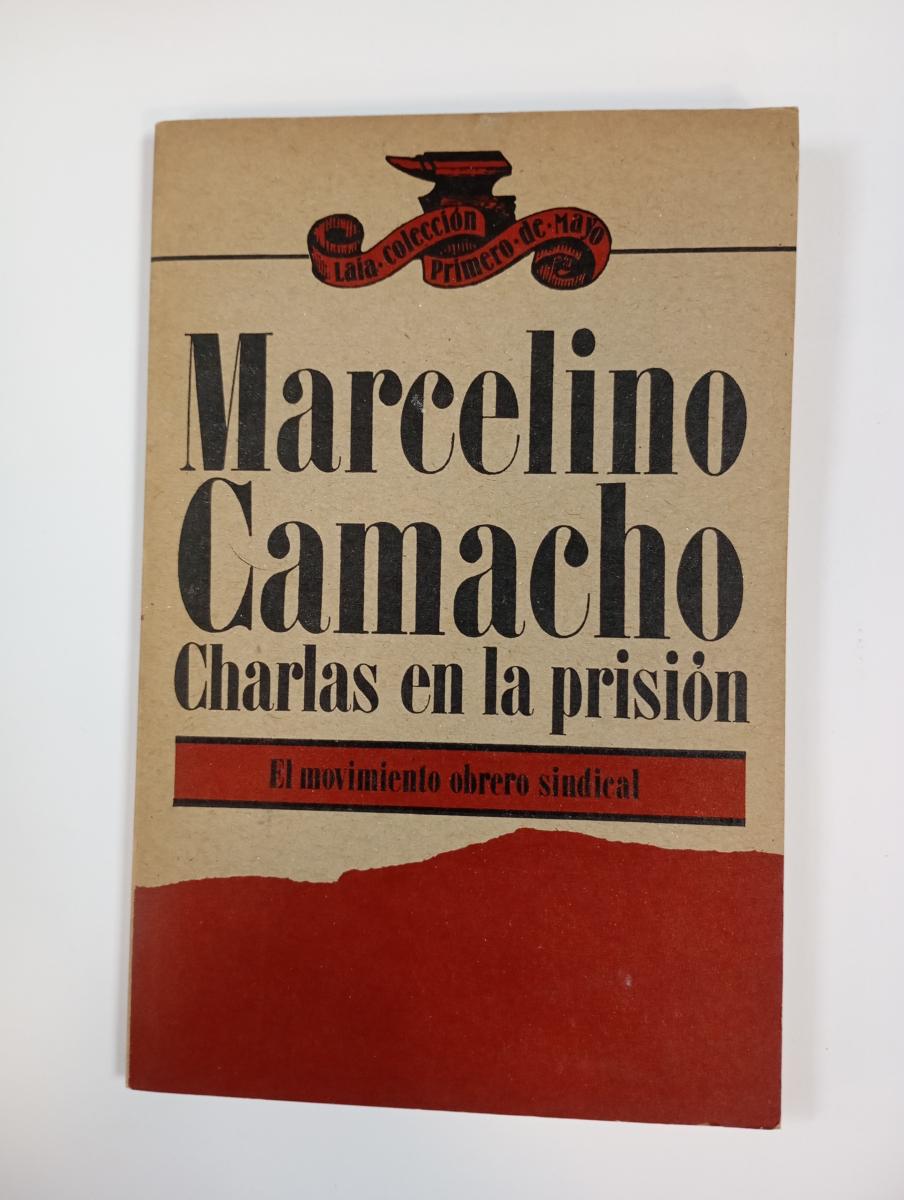 Laia · colección
Primero · de · Mayo
Marcelino
Camacho
Charlas en la prisión
El movimiento obrero sindical